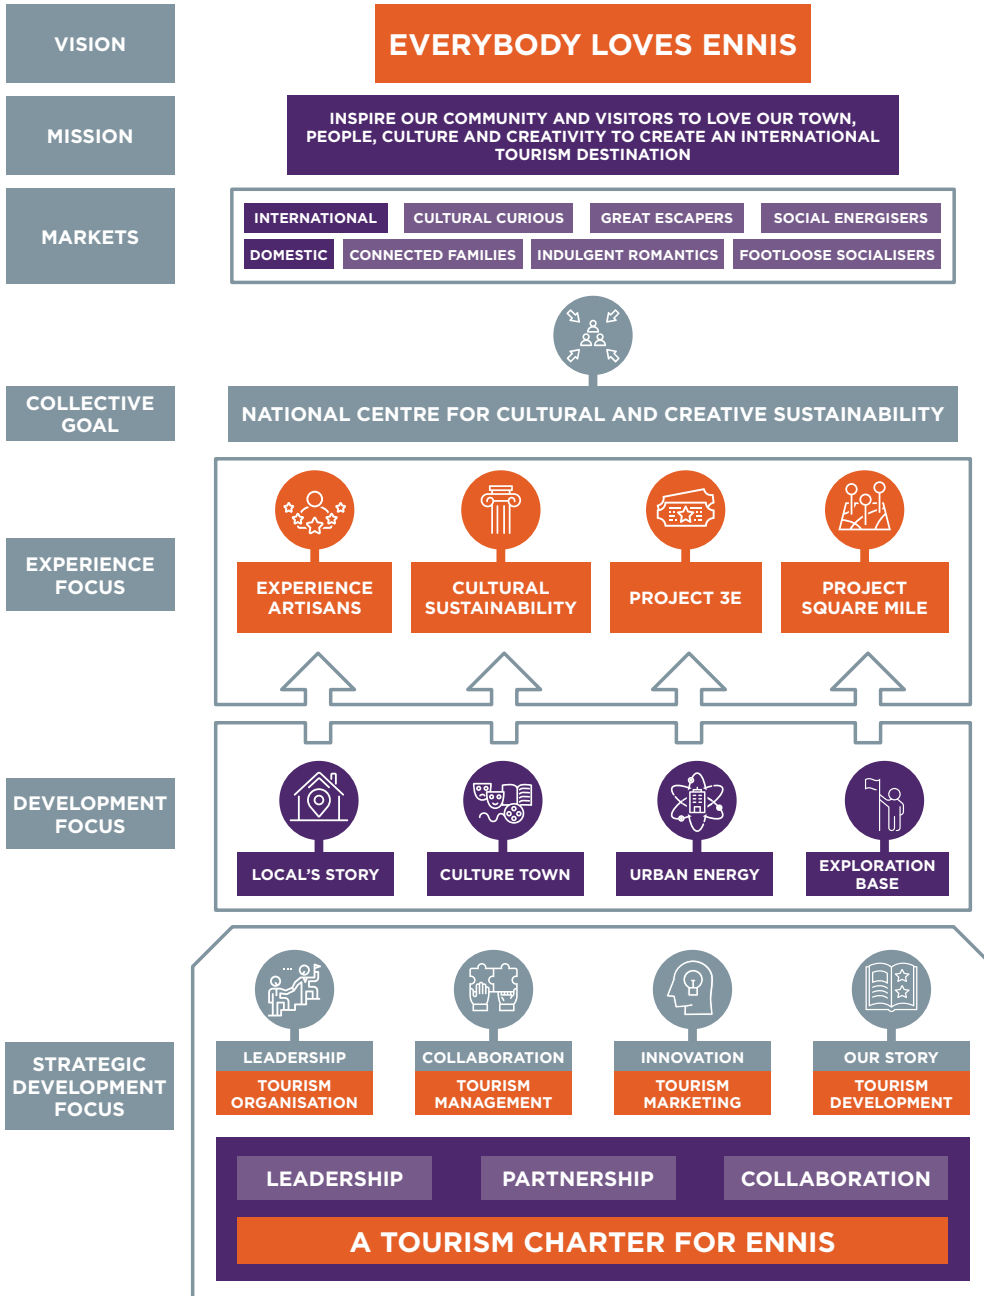 VISION
EVERYBODY LOVES ENNIS
MISSION
INSPIRE OUR COMMUNITY AND VISITORS TO LOVE OUR TOWN,
PEOPLE, CULTURE AND CREATIVITY TO CREATE AN INTERNATIONAL
TOURISM DESTINATION
MARKETS
INTERNATIONAL
CULTURAL CURIOUS
GREAT ESCAPERS
SOCIAL ENERGISERS
DOMESTIC
CONNECTED FAMILIES
INDULGENT ROMANTICS
FOOTLOOSE SOCIALISERS
COLLECTIVE
GOAL
NATIONAL CENTRE FOR CULTURAL AND CREATIVE SUSTAINABILITY
EXPERIENCE
FOCUS
EXPERIENCE
ARTISANS
CULTURAL
SUSTAINABILITY
PROJECT 3E
PROJECT
SQUARE MILE
DEVELOPMENT
FOCUS
LOCAL'S STORY
CULTURE TOWN
URBAN ENERGY
EXPLORATION
BASE
STRATEGIC
DEVELOPMENT
FOCUS
LEADERSHIP
TOURISM
ORGANISATION
COLLABORATION
TOURISM
MANAGEMENT
INNOVATION
TOURISM
MARKETING
OUR STORY
TOURISM
DEVELOPMENT
LEADERSHIP
PARTNERSHIP
COLLABORATION
A TOURISM CHARTER FOR ENNIS